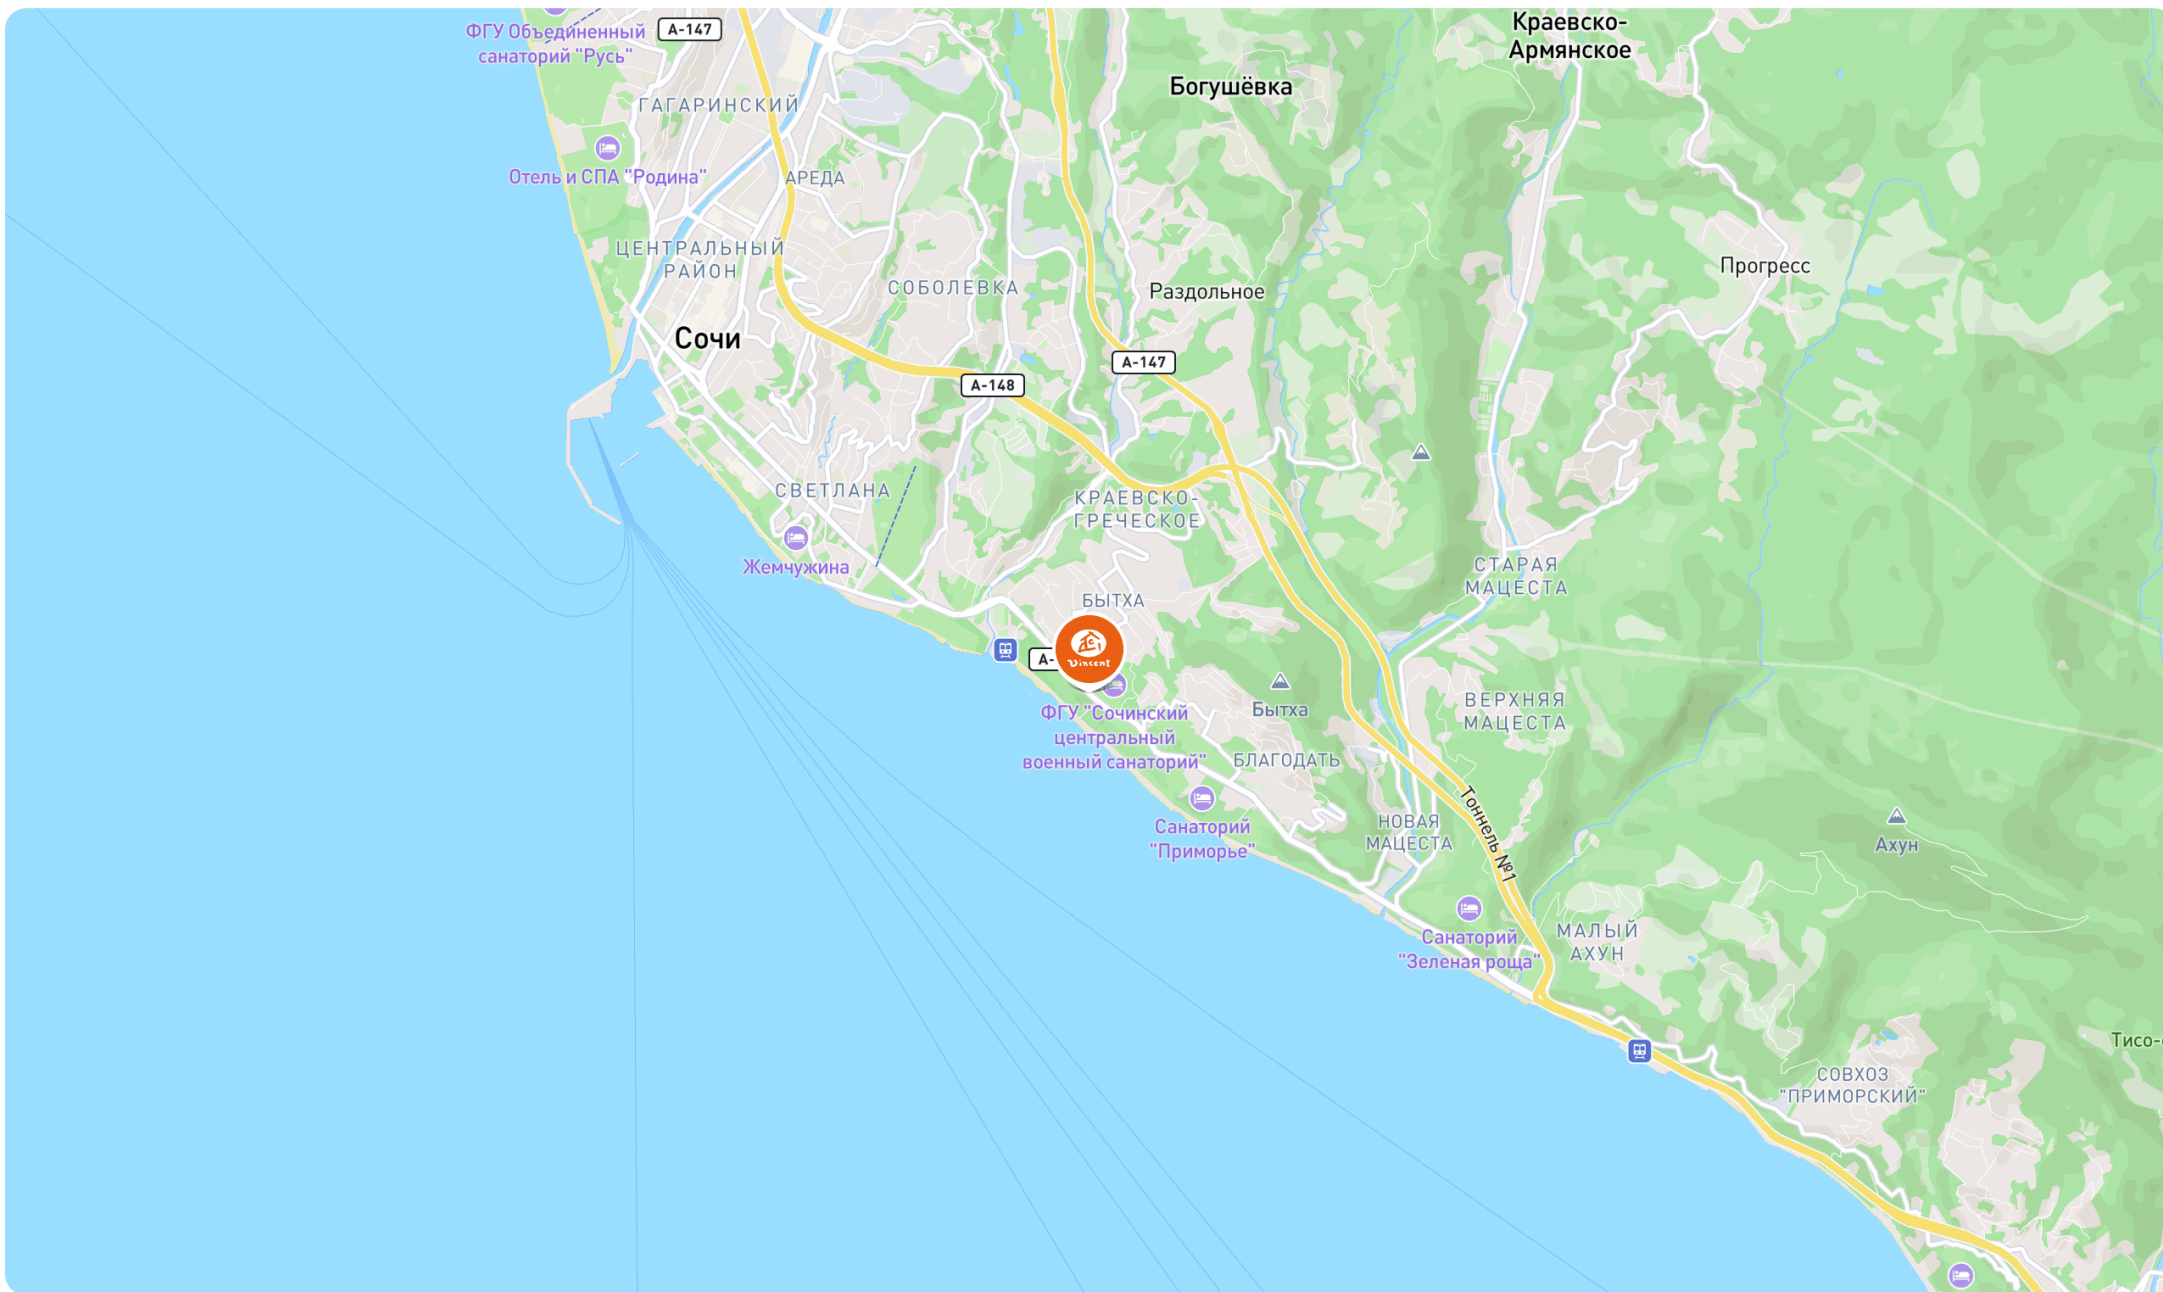 ФГУ Объединенный
санаторий "Русь"
А-147
Краевско-
Армянское
Богушёвка
ГАГАРИНСКИЙ
Отель и СПА "Родина"
АРЕДА
ЦЕНТРАЛЬНЫЙ
РАЙОН
СОБОЛЕВКА
Раздольное
Прогресс
Сочи
А-147
А-148
СВЕТЛАНА
КРАЕВСКО-
ГРЕЧЕСКОЕ
Жемчужина
СТАРАЯ
МАЦЕСТА
БЫТХА
А-
Vincent
ФГУ "Сочинский
центральный
военный санаторий"
Бытха
ВЕРХНЯЯ
МАЦЕСТА
БЛАГОДАТЬ
Тоннель №1
Санаторий
"Приморье"
НОВАЯ
МАЦЕСТА
Ахун
Санаторий
"Зеленая роща"
МАЛЫЙ
АХУН
Тисо-
СОВХОЗ
"ПРИМОРСКИЙ"